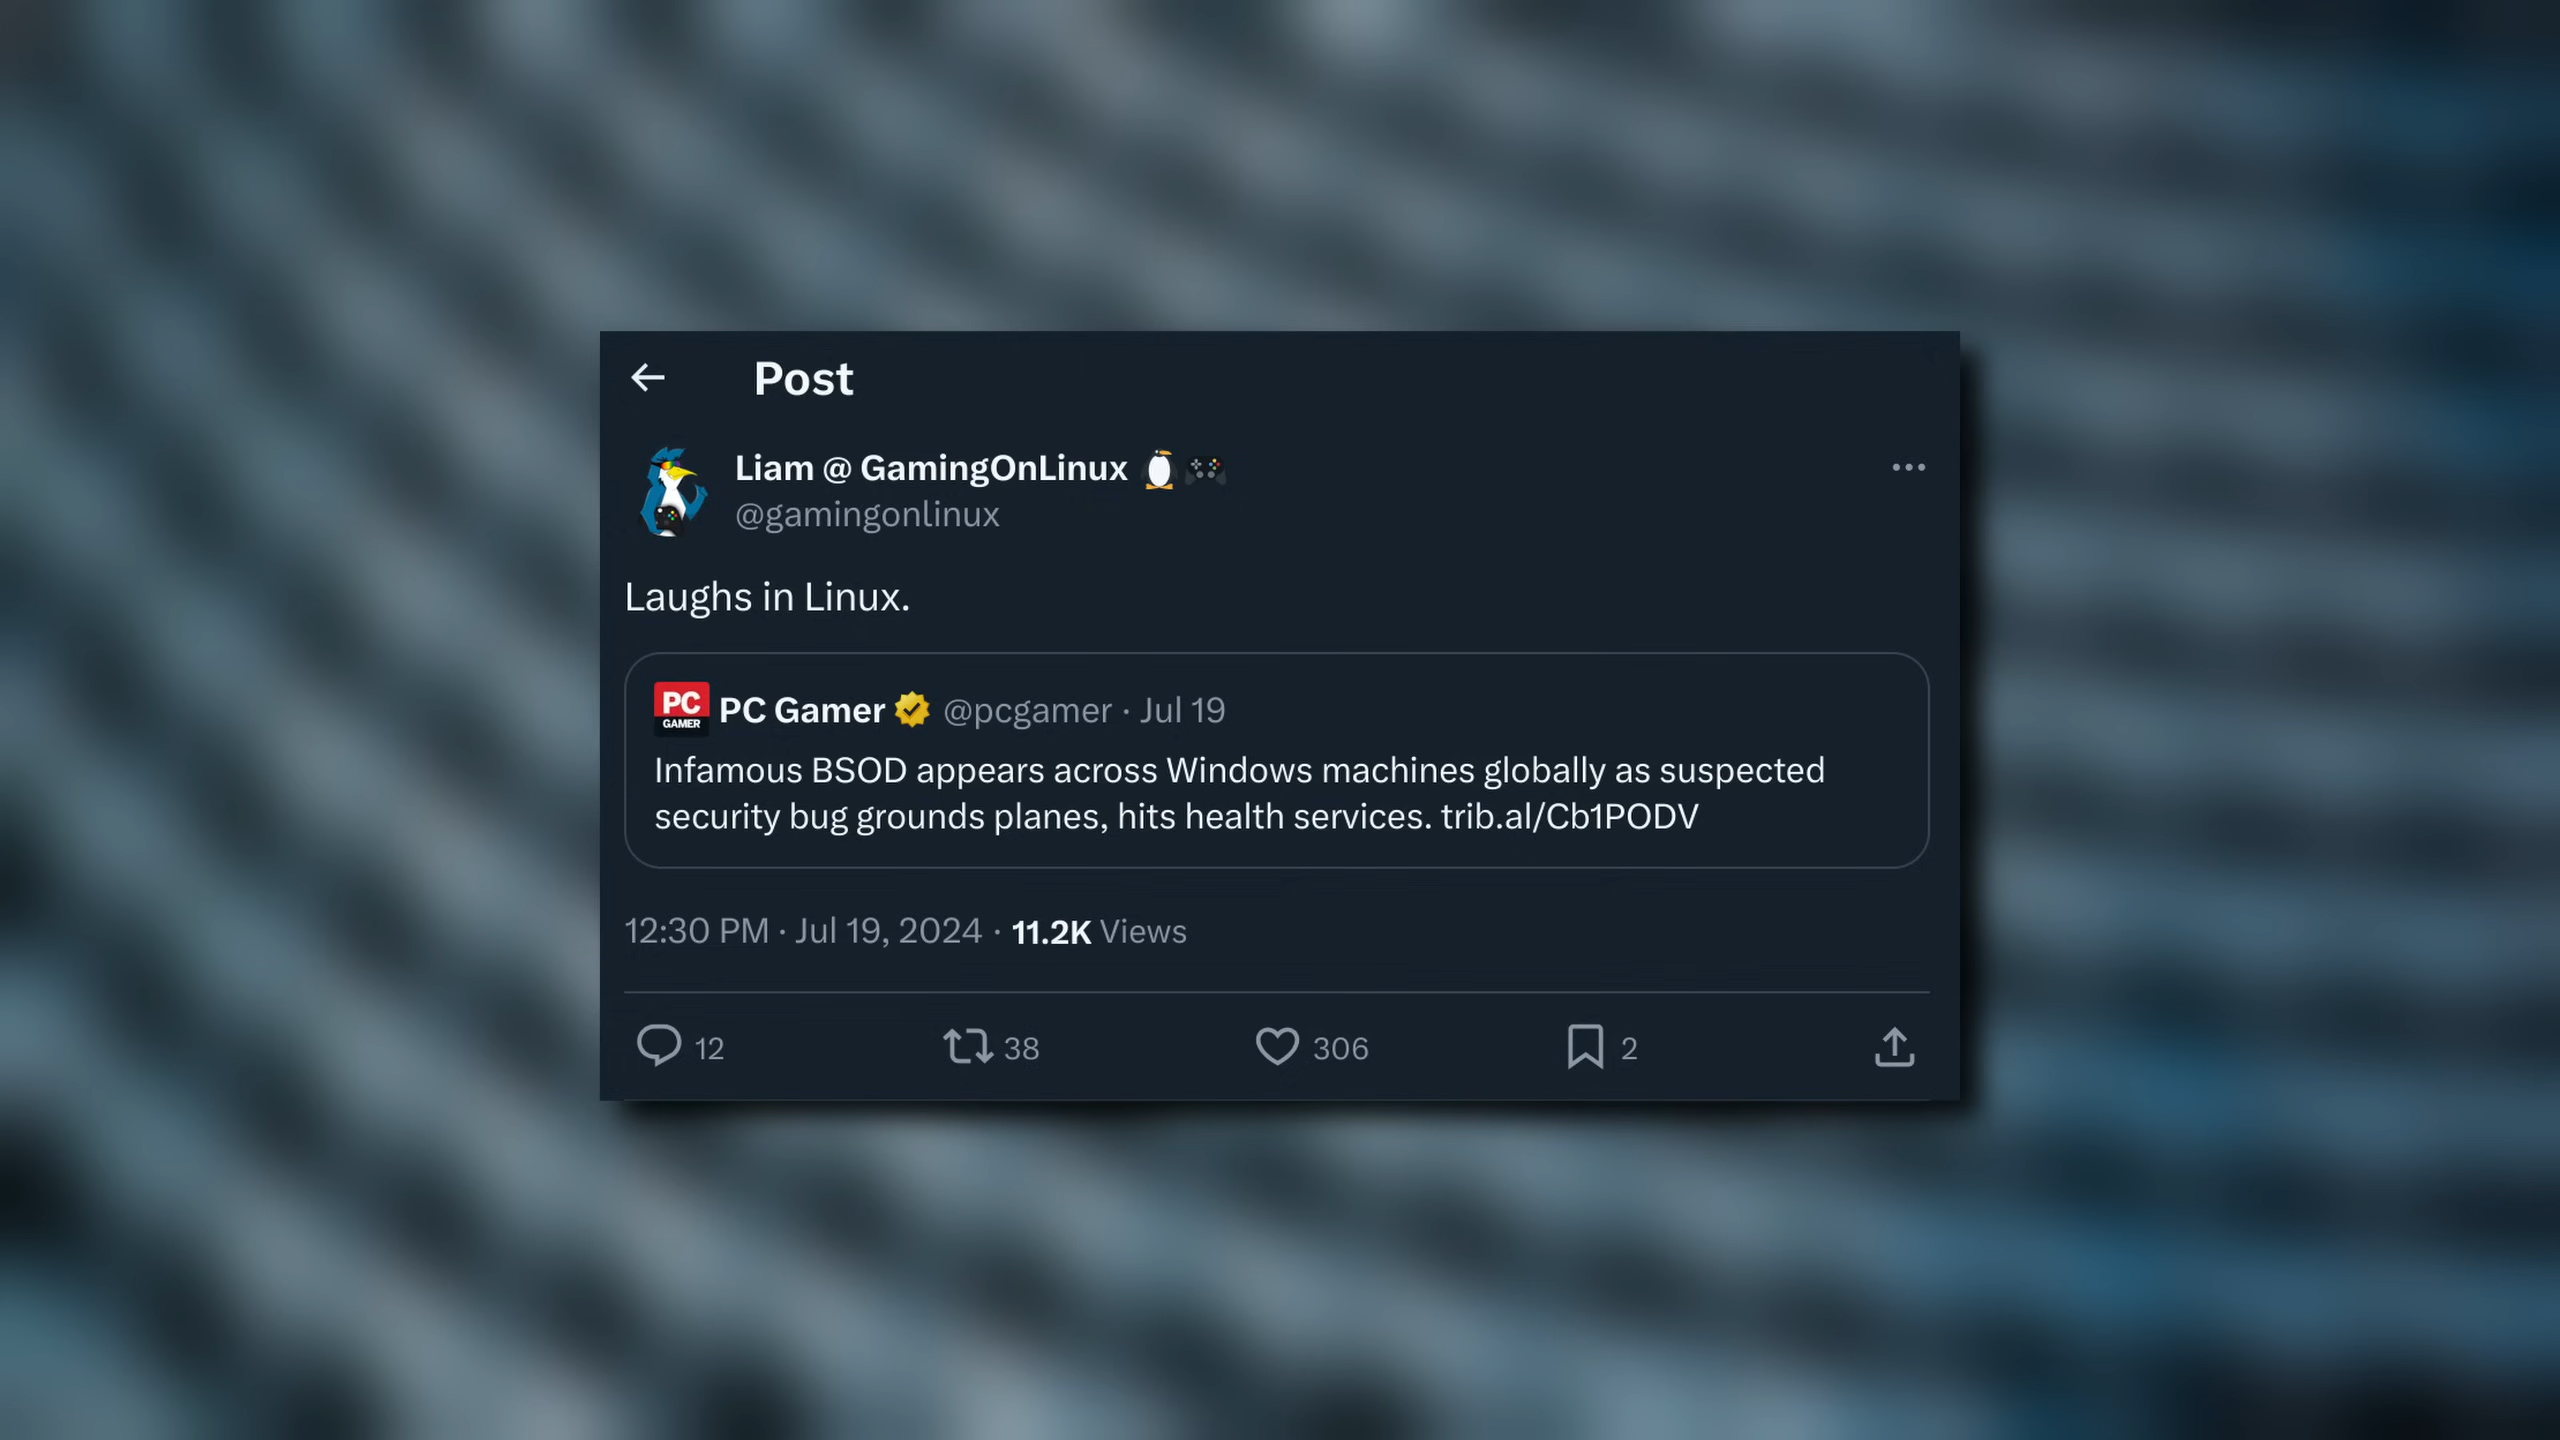 Post
Liam @ GamingOnLinux 🐧🎮
@gamingonlinux
Laughs in Linux.
PC GAMER
PC Gamer @pcgamer · Jul 19
Infamous BSOD appears across Windows machines globally as suspected
security bug grounds planes, hits health services. trib.al/Cb1PODV
12:30 PM · Jul 19, 2024 · 11.2K Views
12 38 306 2